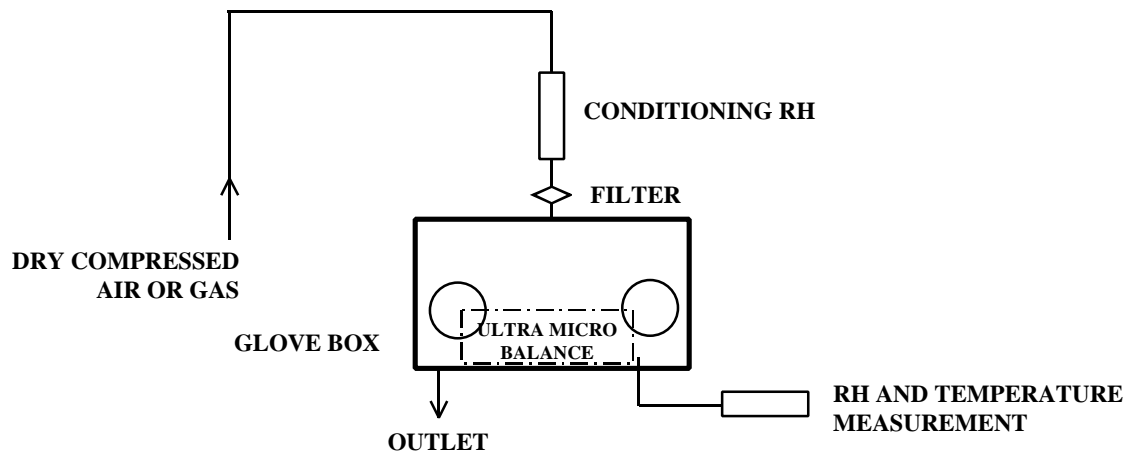 CONDITIONING RH
FILTER
DRY COMPRESSED
AIR OR GAS
GLOVE BOX
ULTRA MICRO
BALANCE
RH AND TEMPERATURE
MEASUREMENT
OUTLET